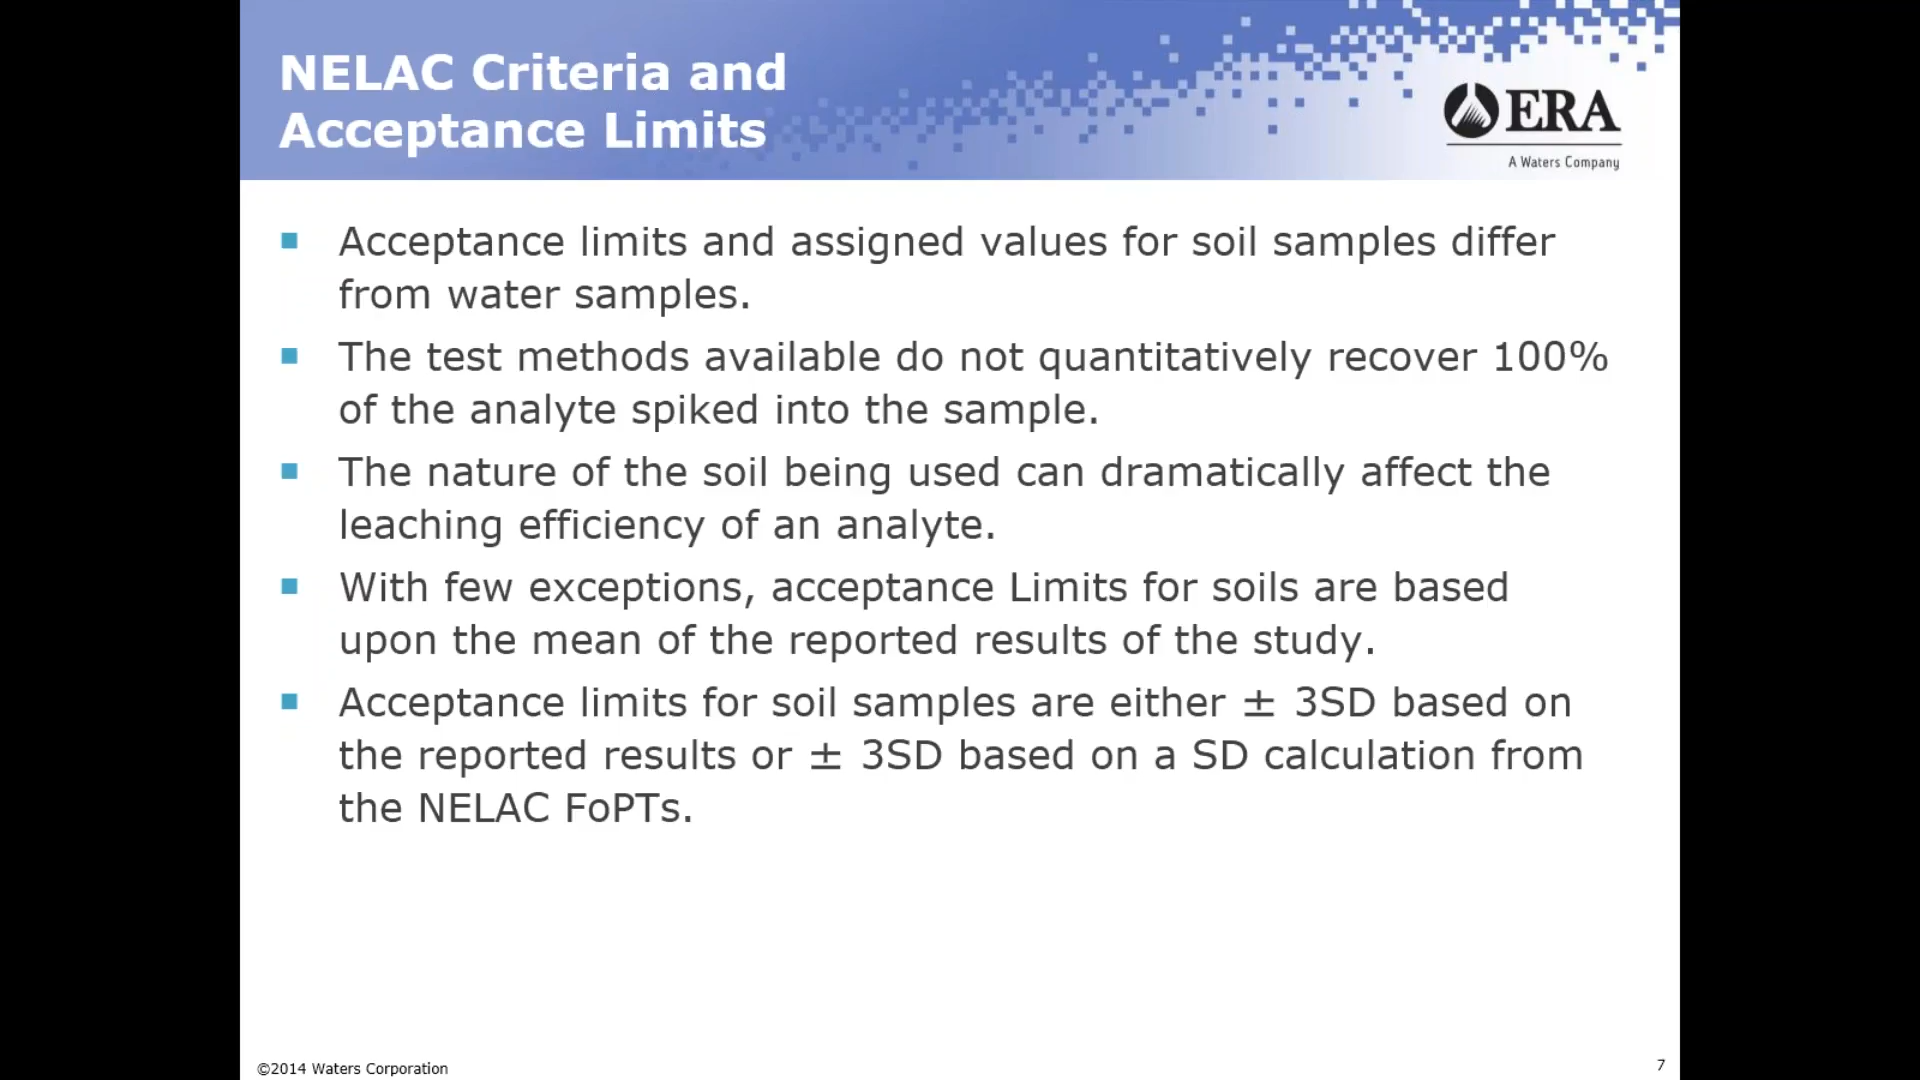 NELAC Criteria and
Acceptance Limits
ERA
A Waters Company
Acceptance limits and assigned values for soil samples differ
from water samples.
The test methods available do not quantitatively recover 100%
of the analyte spiked into the sample.
The nature of the soil being used can dramatically affect the
leaching efficiency of an analyte.
With few exceptions, acceptance Limits for soils are based
upon the mean of the reported results of the study.
Acceptance limits for soil samples are either ± 3SD based on
the reported results or ± 3SD based on a SD calculation from
the NELAC FoPTs.
©2014 Waters Corporation
7